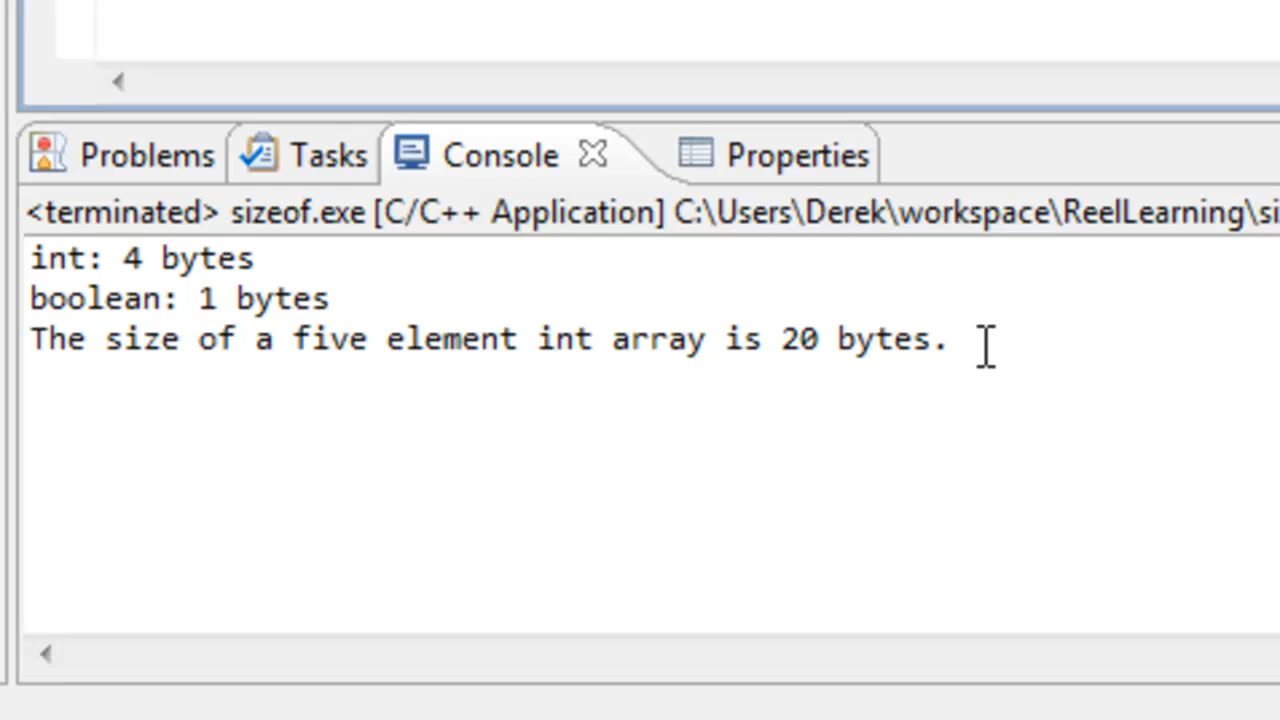 Problems Tasks Console Properties
<terminated> sizeof.exe [C/C++ Application] C:\Users\Derek\workspace\ReelLearning\si
int: 4 bytes
boolean: 1 bytes
The size of a five element int array is 20 bytes.